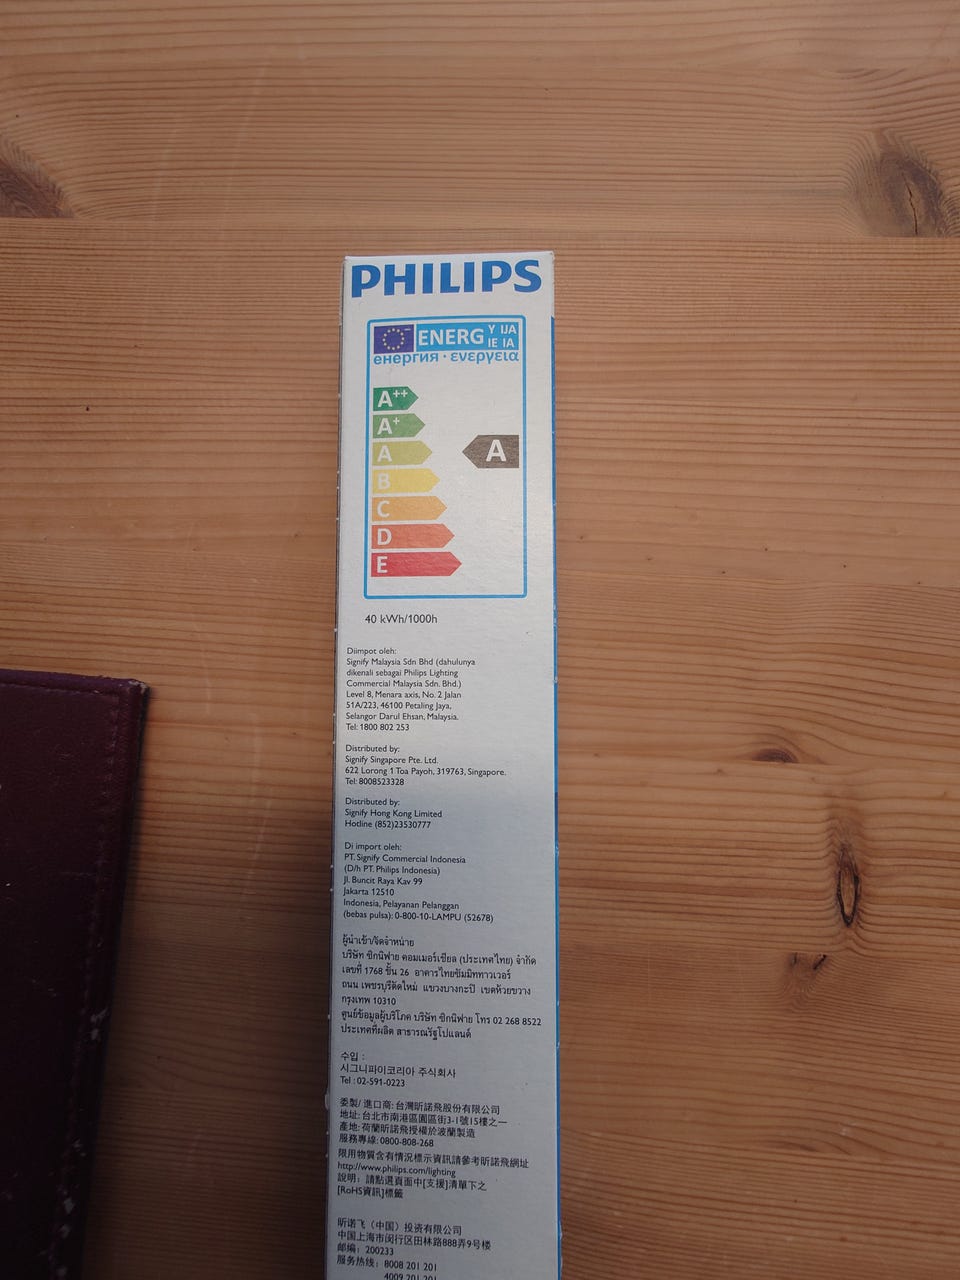 PHILIPS
ENERG Y IJA
IE IA
енергия · ενεργεια
A++
A+
A
A
B
C
D
E
40 kWh/1000h
Diimpot oleh:
Signify Malaysia Sdn Bhd (dahulunya
dikenali sebagai Philips Lighting
Commercial Malaysia Sdn. Bhd.)
Level 8, Menara axis, No. 2 Jalan
51A/223, 46100 Petaling Jaya,
Selangor Darul Ehsan, Malaysia.
Tel: 1800 802 253
Distributed by:
Signify Singapore Pte. Ltd.
622 Lorong 1 Toa Payoh, 319763, Singapore.
Tel: 8008523328
Distributed by:
Signify Hong Kong Limited
Hotline (852)23530777
Di import oleh:
PT. Signify Commercial Indonesia
(D/h PT. Philips Indonesia)
Jl. Buncit Raya Kav 99
Jakarta 12510
Indonesia, Pelayanan Pelanggan
(bebas pulsa): 0-800-10-LAMPU (52678)
ผู้นำเข้า/จัดจำหน่าย
บริษัท ซิกนิฟาย คอมเมอร์เชียล (ประเทศไทย) จำกัด
เลขที่ 1768 ชั้น 26 อาคารไทยซัมมิททาวเวอร์
ถนน เพชรบุรีตัดใหม่ แขวงบางกะปิ เขตห้วยขวาง
กรุงเทพ 10310
ศูนย์ข้อมูลผู้บริโภค บริษัท ซิกนิฟาย โทร 02 268 8522
ประเทศที่ผลิต สาธารณรัฐโปแลนด์
수입 :
시그니파이코리아 주식회사
Tel : 02-591-0223
委製/ 進口商: 台灣昕諾飛股份有限公司
地址: 台北市南港區園區街3-1號15樓之一
產地: 荷蘭昕諾飛授權於波蘭製造
服務專線: 0800-808-268
限用物質含有情況標示資訊請參考昕諾飛網址
http://www.philips.com/lighting
說明: 請點選頁面中[支援]清單下之
[RoHS資訊]標籤
昕诺飞（中国）投资有限公司
中国上海市闵行区田林路888弄9号楼
邮编：200233
服务热线：8008 201 201
4009 201 201